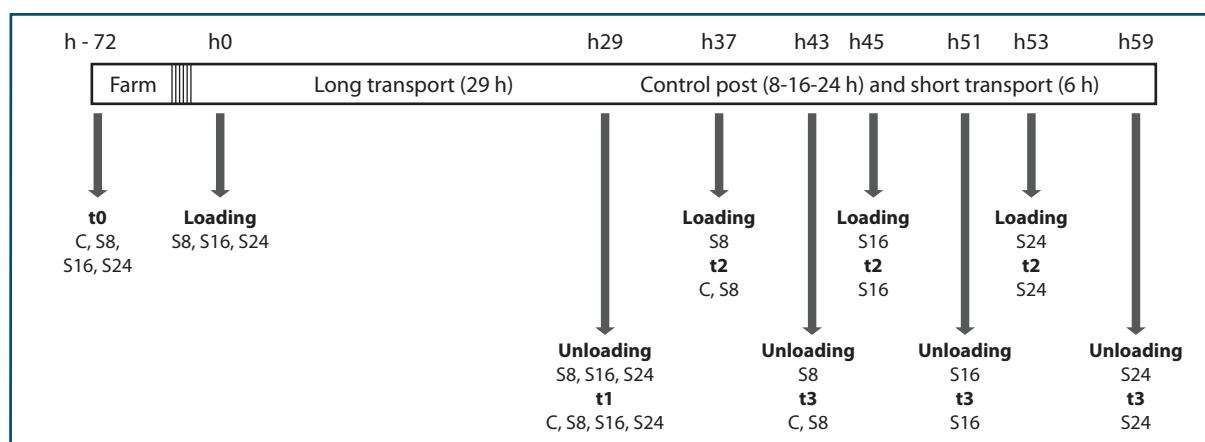 h - 72 h0 h29 h37 h43 h45 h51 h53 h59
Farm Long transport (29 h) Control post (8-16-24 h) and short transport (6 h)
t0
C, S8,
S16, S24
Loading
S8, S16, S24
Loading
S8
t2
C, S8
Loading
S16
t2
S16
Loading
S24
t2
S24
Unloading
S8, S16, S24
t1
C, S8, S16, S24
Unloading
S8
t3
C, S8
Unloading
S16
t3
S16
Unloading
S24
t3
S24